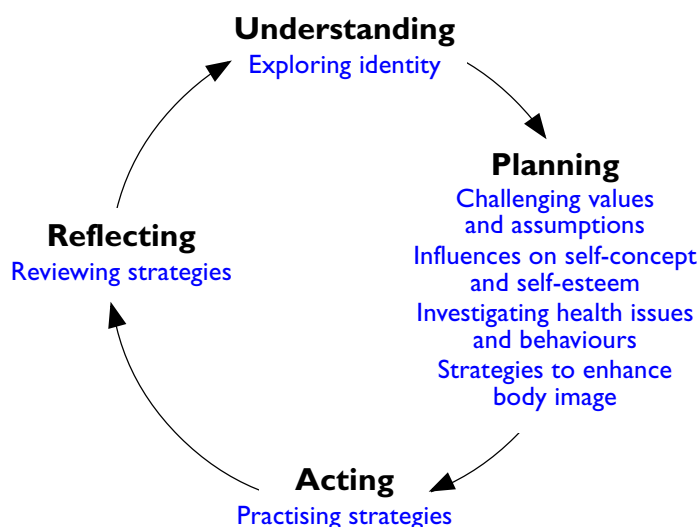 Understanding
Exploring identity
Planning
Challenging values
and assumptions
Influences on self-concept
and self-esteem
Investigating health issues
and behaviours
Strategies to enhance
body image
Acting
Practising strategies
Reflecting
Reviewing strategies